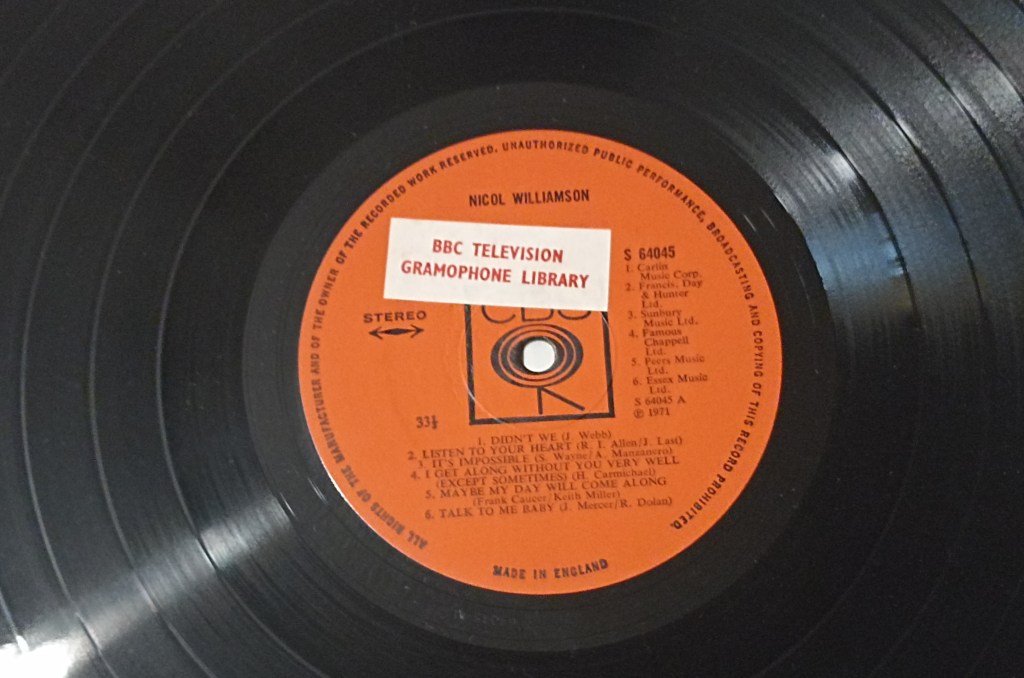 ALL RIGHTS OF THE MANUFACTURER AND OF THE OWNER OF THE RECORDED WORK RESERVED. UNAUTHORIZED PUBLIC PERFORMANCE, BROADCASTING AND COPYING OF THIS RECORD PROHIBITED.
NICOL WILLIAMSON
BBC TELEVISION
GRAMOPHONE LIBRARY
CBS
STEREO
33⅓
S 64045
1. Carlin
Music Corp.
2. Francis, Day
& Hunter
Ltd.
3. Sunbury
Music Ltd.
4. Famous
Chappell
Ltd.
5. Peers Music
Ltd.
6. Essex Music
Ltd.
S 64045 A
℗ 1971
1. DIDN'T WE (J. Webb)
2. LISTEN TO YOUR HEART (R. I. Allen/J. Last)
3. IT'S IMPOSSIBLE (S. Wayne/A. Manzanero)
4. I GET ALONG WITHOUT YOU VERY WELL
(EXCEPT SOMETIMES) (H. Carmichael)
5. MAYBE MY DAY WILL COME ALONG
(Frank Caucer/Keith Miller)
6. TALK TO ME BABY (J. Mercer/R. Dolan)
MADE IN ENGLAND